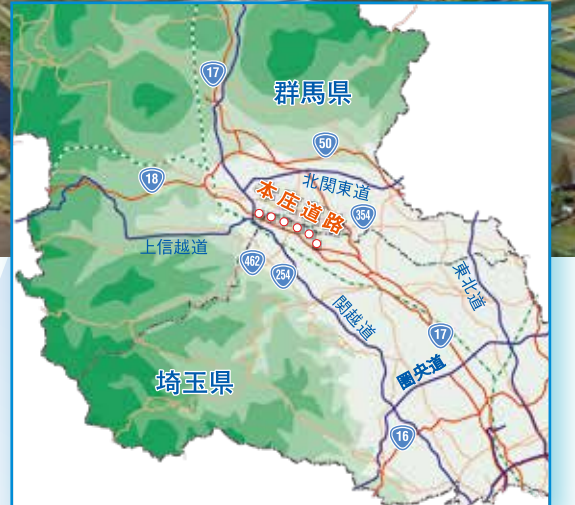 17
群馬県
50
18
北関東道
本庄道路
354
上信越道
462
254
東北道
関越道
17
圏央道
埼玉県
16